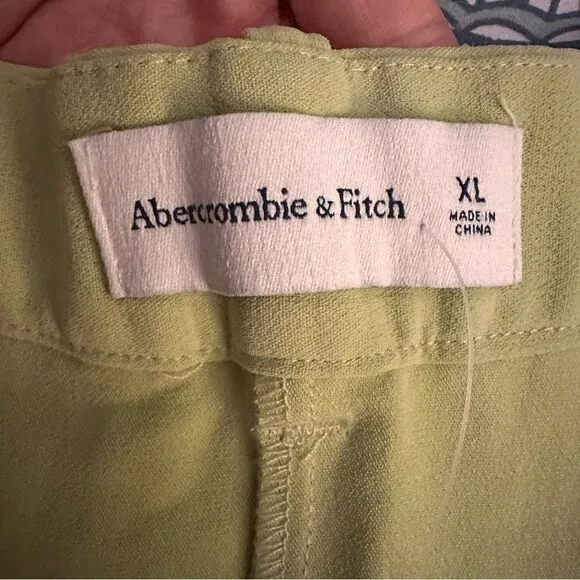 Abercrombie & Fitch
XL
MADE IN
CHINA